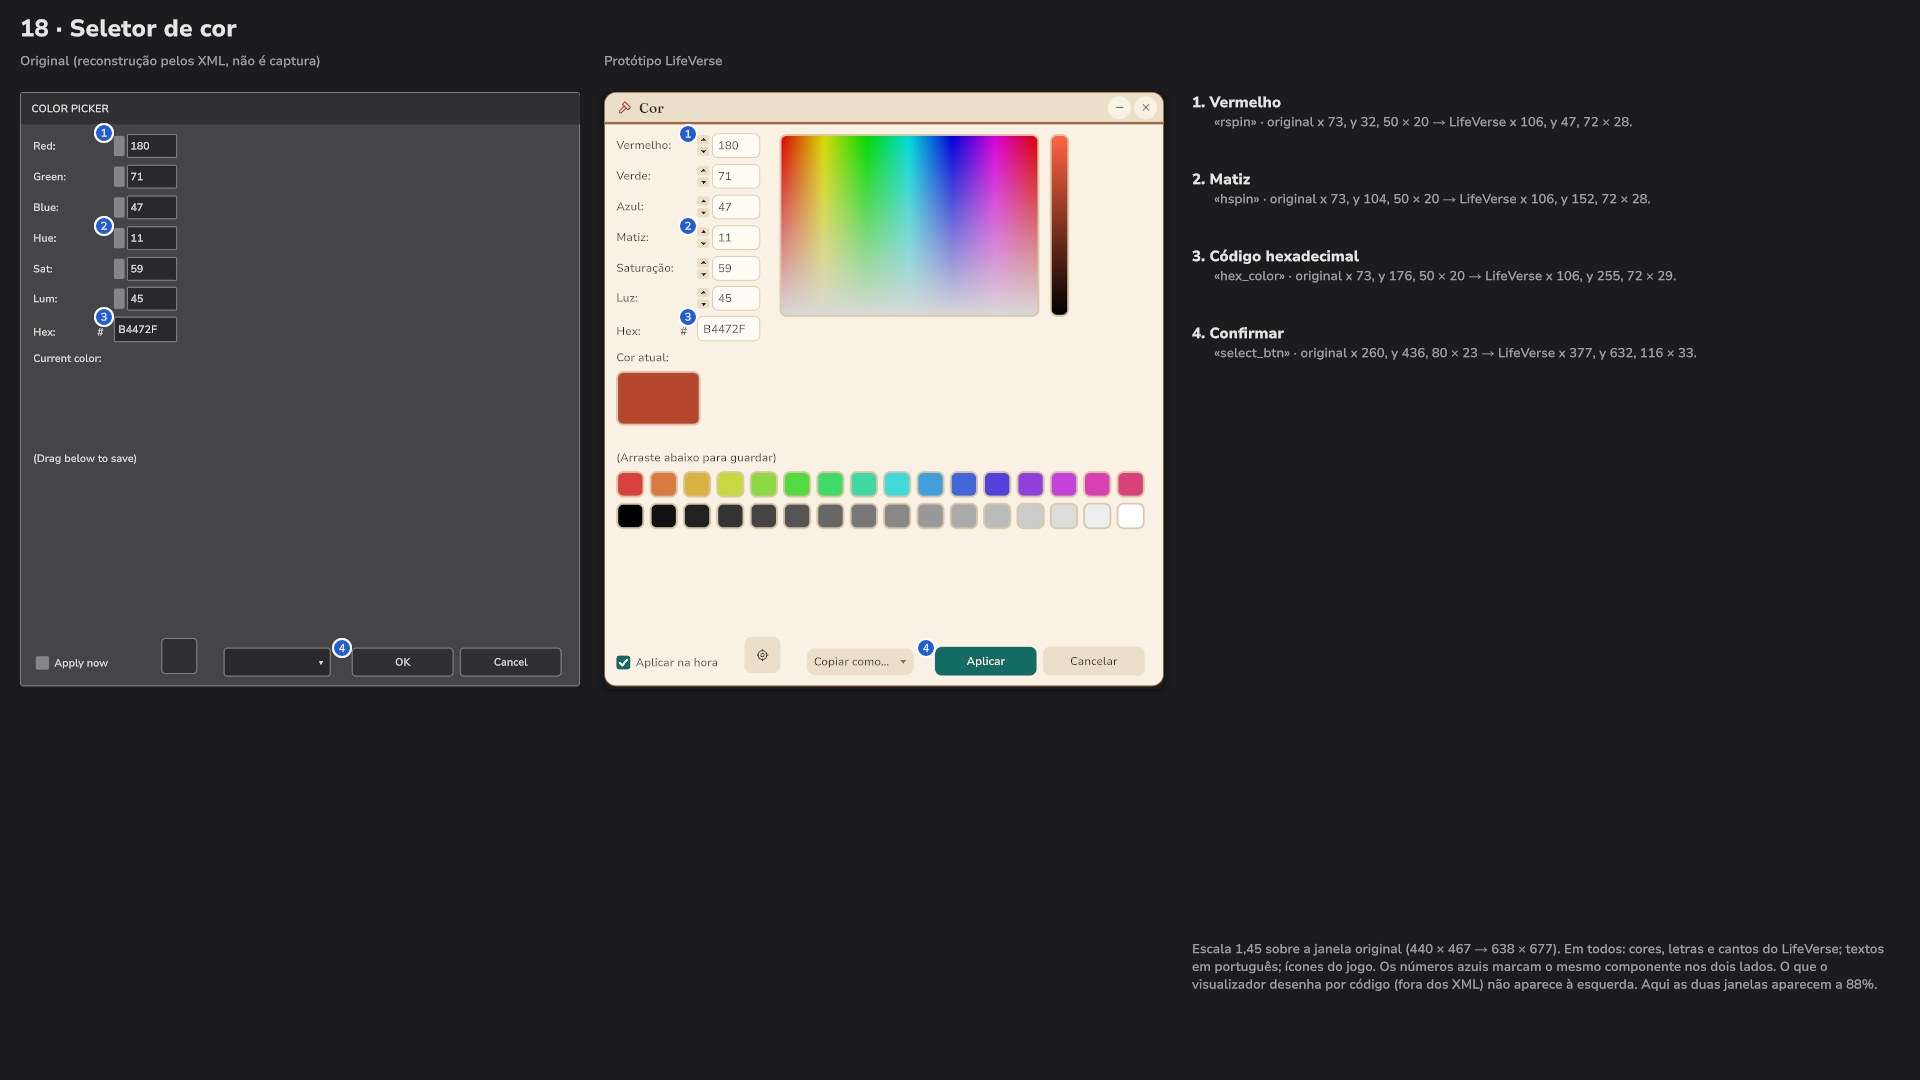 18 · Seletor de cor
Original (reconstrução pelos XML, não é captura)
Protótipo LifeVerse
COLOR PICKER
1
Red:
180
Green:
71
Blue:
47
2
Hue:
11
Sat:
59
Lum:
45
3
Hex:
#
B4472F
Current color:
(Drag below to save)
Apply now
4
OK
Cancel
Cor
1
Vermelho:
180
Verde:
71
Azul:
47
2
Matiz:
11
Saturação:
59
Luz:
45
3
Hex:
#
B4472F
Cor atual:
(Arraste abaixo para guardar)
Aplicar na hora
Copiar como...
4
Aplicar
Cancelar
1. Vermelho
«rspin» · original x 73, y 32, 50 × 20 → LifeVerse x 106, y 47, 72 × 28.
2. Matiz
«hspin» · original x 73, y 104, 50 × 20 → LifeVerse x 106, y 152, 72 × 28.
3. Código hexadecimal
«hex_color» · original x 73, y 176, 50 × 20 → LifeVerse x 106, y 255, 72 × 29.
4. Confirmar
«select_btn» · original x 260, y 436, 80 × 23 → LifeVerse x 377, y 632, 116 × 33.
Escala 1,45 sobre a janela original (440 × 467 → 638 × 677). Em todos: cores, letras e cantos do LifeVerse; textos
em português; ícones do jogo. Os números azuis marcam o mesmo componente nos dois lados. O que o
visualizador desenha por código (fora dos XML) não aparece à esquerda. Aqui as duas janelas aparecem a 88%.